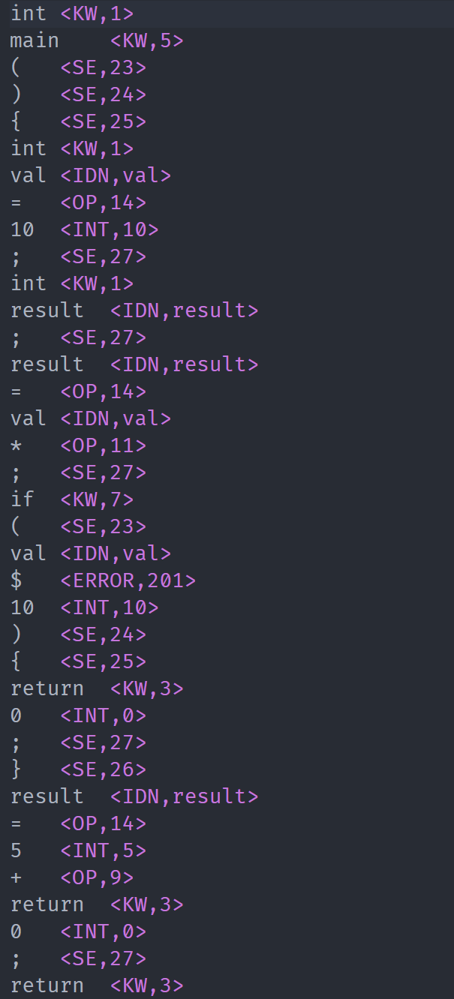 int <KW,1>
main <KW,5>
( <SE,23>
) <SE,24>
{ <SE,25>
int <KW,1>
val <IDN,val>
= <OP,14>
10 <INT,10>
; <SE,27>
int <KW,1>
result <IDN,result>
; <SE,27>
result <IDN,result>
= <OP,14>
val <IDN,val>
* <OP,11>
; <SE,27>
if <KW,7>
( <SE,23>
val <IDN,val>
$ <ERROR,201>
10 <INT,10>
) <SE,24>
{ <SE,25>
return <KW,3>
0 <INT,0>
; <SE,27>
} <SE,26>
result <IDN,result>
= <OP,14>
5 <INT,5>
+ <OP,9>
return <KW,3>
0 <INT,0>
; <SE,27>
return <KW,3>